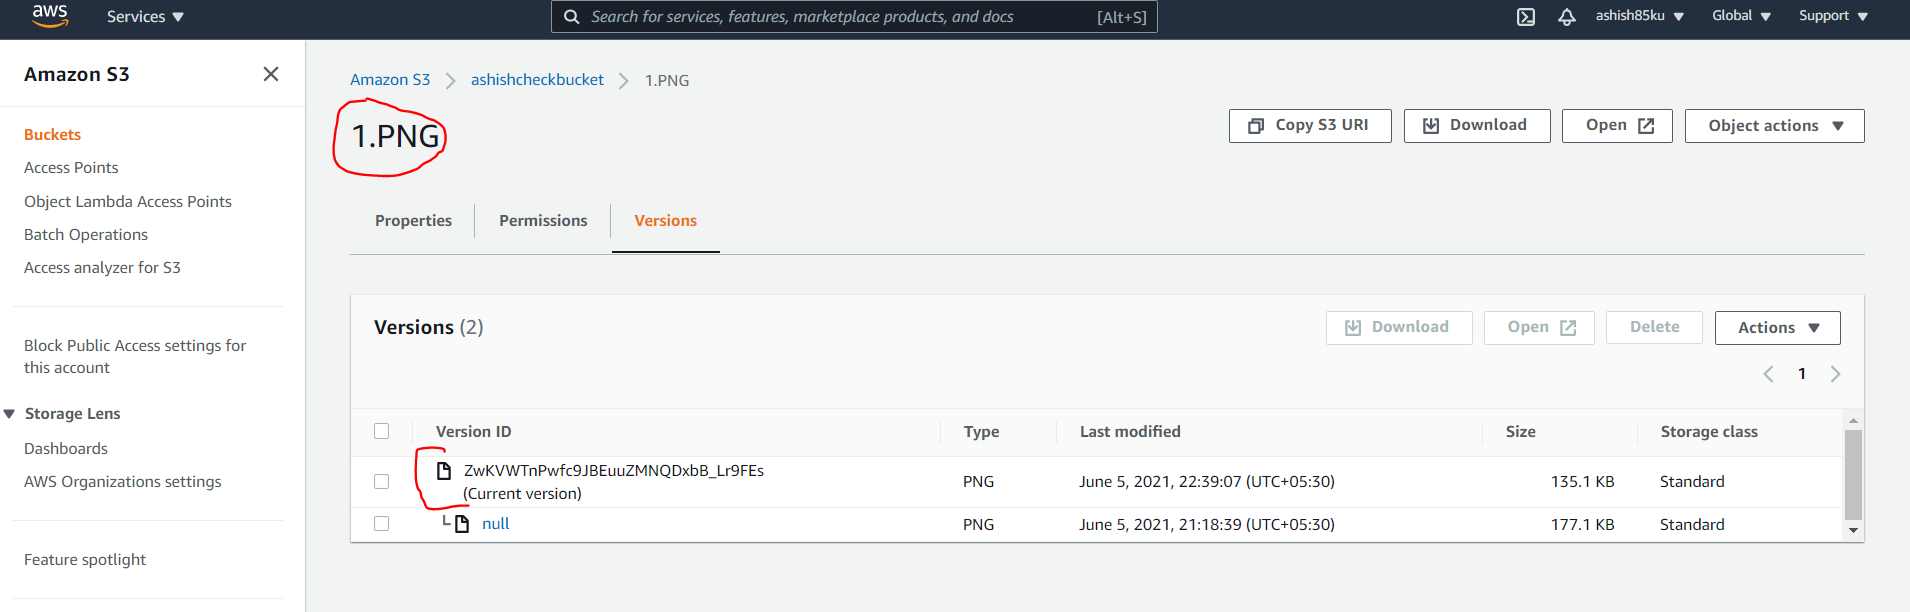 aws
Services
Search for services, features, marketplace products, and docs [Alt+S]
ashish85ku
Global
Support
Amazon S3
Buckets
Access Points
Object Lambda Access Points
Batch Operations
Access analyzer for S3
Block Public Access settings for
this account
Storage Lens
Dashboards
AWS Organizations settings
Feature spotlight
Amazon S3 ashishcheckbucket 1.PNG
1.PNG
Copy S3 URI Download Open Object actions
Properties Permissions Versions
Versions (2)
Download Open Delete Actions
1
Version ID Type Last modified Size Storage class
ZwKVWTnPwfc9JBEuuZMNQDxbB_Lr9FEs
(Current version) PNG June 5, 2021, 22:39:07 (UTC+05:30) 135.1 KB Standard
null PNG June 5, 2021, 21:18:39 (UTC+05:30) 177.1 KB Standard